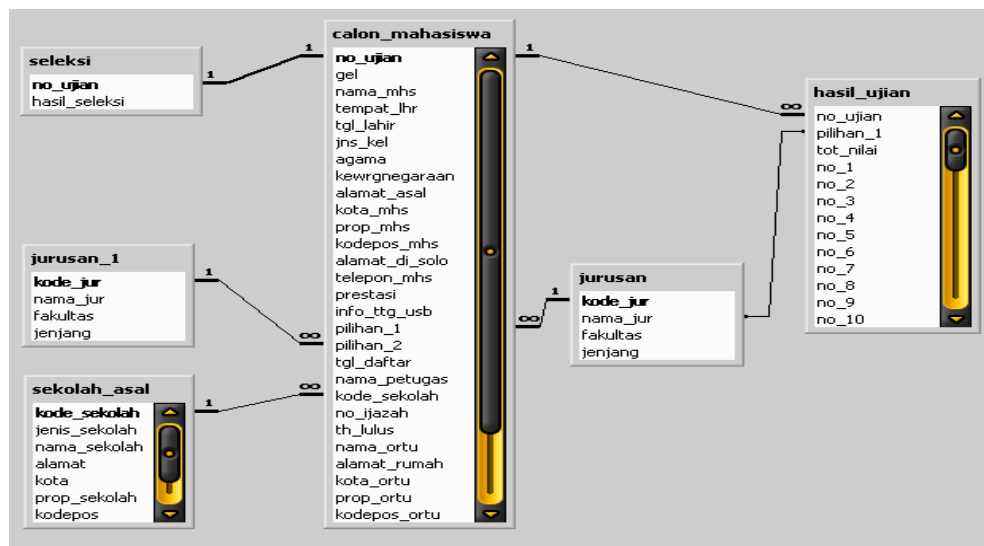 seleksi
no_ujian
hasil_seleksi
1
1
calon_mahasiswa
no_ujian
gel
nama_mhs
tempat_lhr
tgl_lahir
jns_kel
agama
kewrgnegaraan
alamat_asal
kota_mhs
prop_mhs
kodepos_mhs
alamat_di_solo
telepon_mhs
prestasi
info_ttg_usb
pilihan_1
pilihan_2
tgl_daftar
nama_petugas
kode_sekolah
no_ijazah
th_lulus
nama_ortu
alamat_rumah
kota_ortu
prop_ortu
kodepos_ortu
1
∞
hasil_ujian
no_ujian
pilihan_1
tot_nilai
no_1
no_2
no_3
no_4
no_5
no_6
no_7
no_8
no_9
no_10
jurusan_1
kode_jur
nama_jur
fakultas
jenjang
1
∞
jurusan
kode_jur
nama_jur
fakultas
jenjang
1
∞
sekolah_asal
kode_sekolah
jenis_sekolah
nama_sekolah
alamat
kota
prop_sekolah
kodepos
1
∞